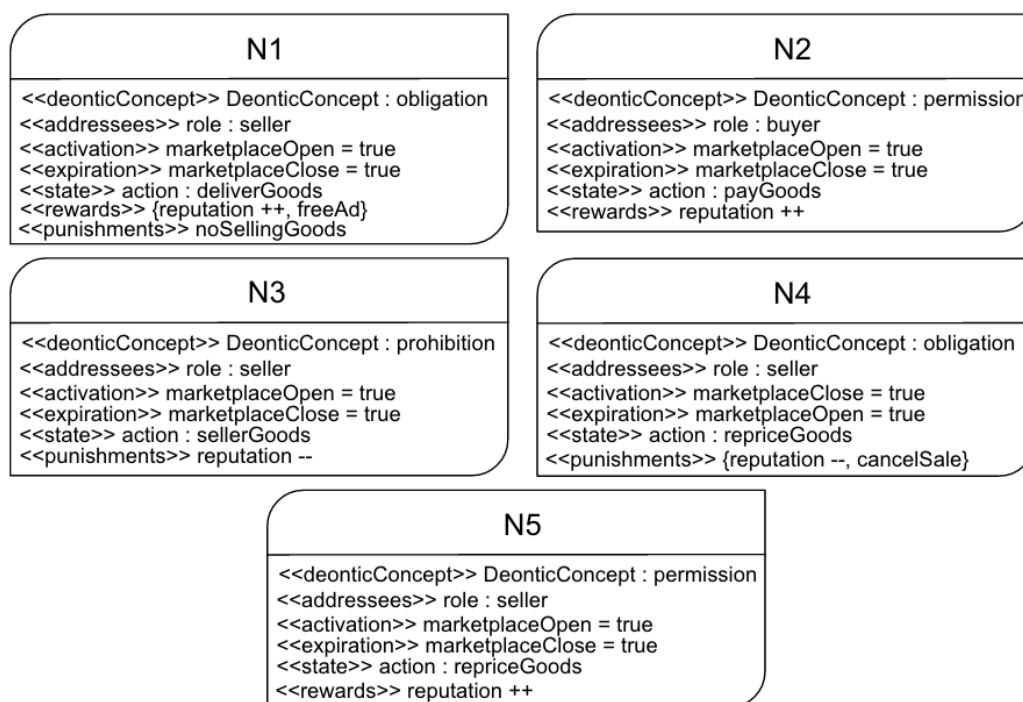 N1
<<deonticConcept>> DeonticConcept : obligation
<<addressees>> role : seller
<<activation>> marketplaceOpen = true
<<expiration>> marketplaceClose = true
<<state>> action : deliverGoods
<<rewards>> {reputation ++, freeAd}
<<punishments>> noSellingGoods
N2
<<deonticConcept>> DeonticConcept : permission
<<addressees>> role : buyer
<<activation>> marketplaceOpen = true
<<expiration>> marketplaceClose = true
<<state>> action : payGoods
<<rewards>> reputation ++
N3
<<deonticConcept>> DeonticConcept : prohibition
<<addressees>> role : seller
<<activation>> marketplaceOpen = true
<<expiration>> marketplaceClose = true
<<state>> action : sellerGoods
<<punishments>> reputation --
N4
<<deonticConcept>> DeonticConcept : obligation
<<addressees>> role : seller
<<activation>> marketplaceClose = true
<<expiration>> marketplaceOpen = true
<<state>> action : repriceGoods
<<punishments>> {reputation --, cancelSale}
N5
<<deonticConcept>> DeonticConcept : permission
<<addressees>> role : seller
<<activation>> marketplaceOpen = true
<<expiration>> marketplaceClose = true
<<state>> action : repriceGoods
<<rewards>> reputation ++